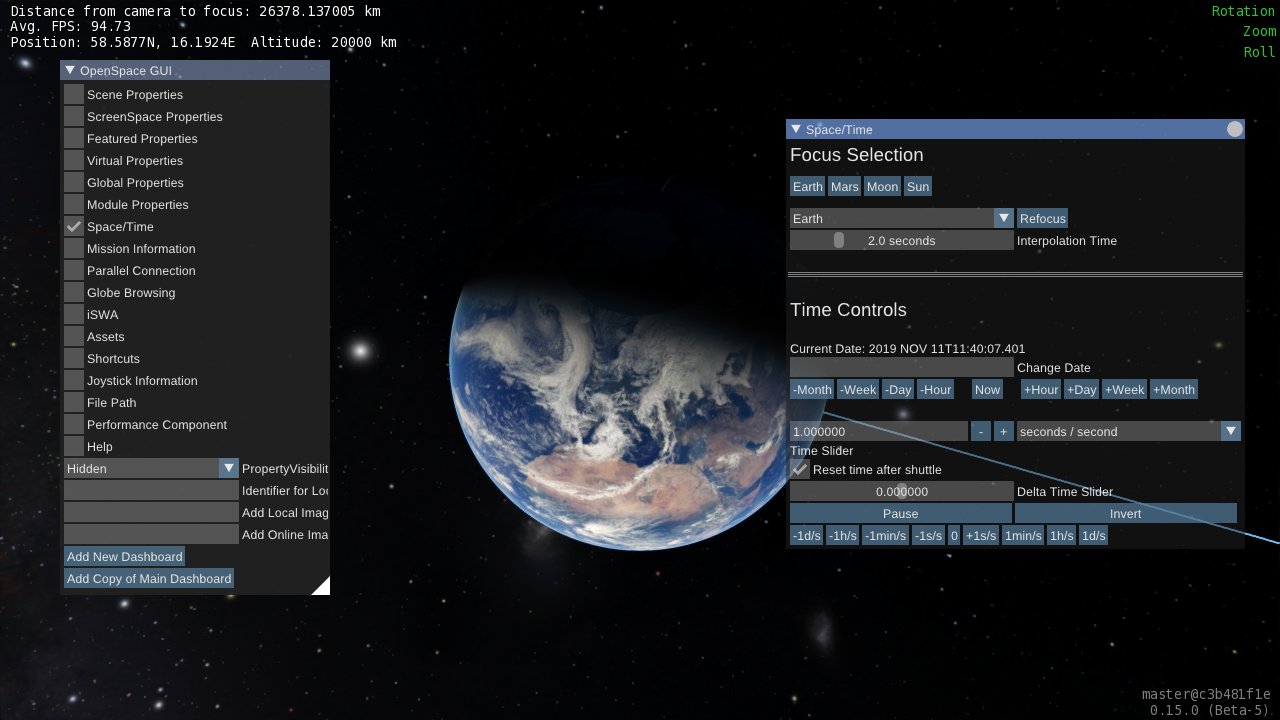 Distance from camera to focus: 26378.137005 km
Avg. FPS: 94.73
Position: 58.5877N, 16.1924E  Altitude: 20000 km
Rotation
Zoom
Roll
OpenSpace GUI
Scene Properties
ScreenSpace Properties
Featured Properties
Virtual Properties
Global Properties
Module Properties
Space/Time
Mission Information
Parallel Connection
Globe Browsing
iSWA
Assets
Shortcuts
Joystick Information
File Path
Performance Component
Help
Hidden PropertyVisibilit
Identifier for Loc
Add Local Imag
Add Online Ima
Add New Dashboard
Add Copy of Main Dashboard
Space/Time
Focus Selection
Earth Mars Moon Sun
Earth Refocus
2.0 seconds Interpolation Time
Time Controls
Current Date: 2019 NOV 11T11:40:07.401
Change Date
-Month -Week -Day -Hour Now +Hour +Day +Week +Month
1.000000 - + seconds / second
Time Slider
Reset time after shuttle
0.000000 Delta Time Slider
Pause Invert
-1d/s -1h/s -1min/s -1s/s 0 +1s/s 1min/s 1h/s 1d/s
master@c3b481f1e
0.15.0 (Beta-5)